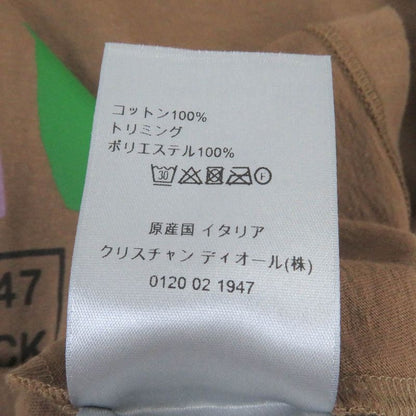 コットン100%
トリミング
ポリエステル100%
30 F
原産国 イタリア
クリスチャン ディオール(株)
0120 02 1947
47
CK